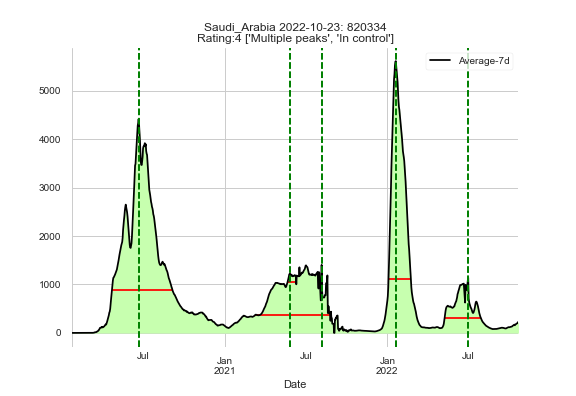 Saudi_Arabia 2022-10-23: 820334
Rating:4 ['Multiple peaks', 'In control']
Average-7d
5000
4000
3000
2000
1000
0
Jul
Jan
2021
Jul
Jan
2022
Jul
Date